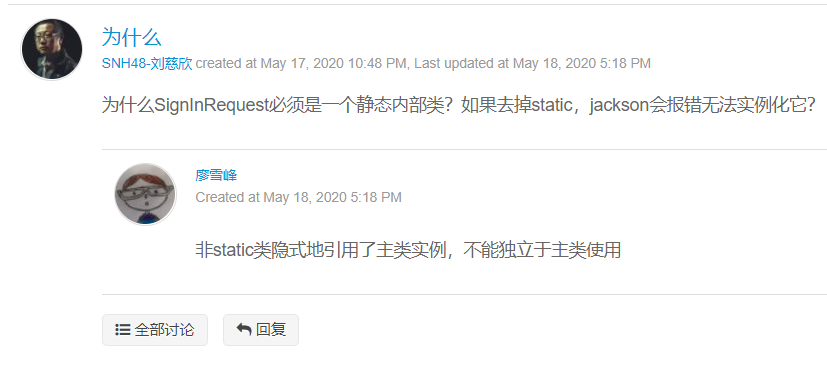 为什么
SNH48-刘慈欣 created at May 17, 2020 10:48 PM, Last updated at May 18, 2020 5:18 PM
为什么SignInRequest必须是一个静态内部类？如果去掉static，jackson会报错无法实例化它？
廖雪峰
Created at May 18, 2020 5:18 PM
非static类隐式地引用了主类实例，不能独立于主类使用
全部讨论 回复